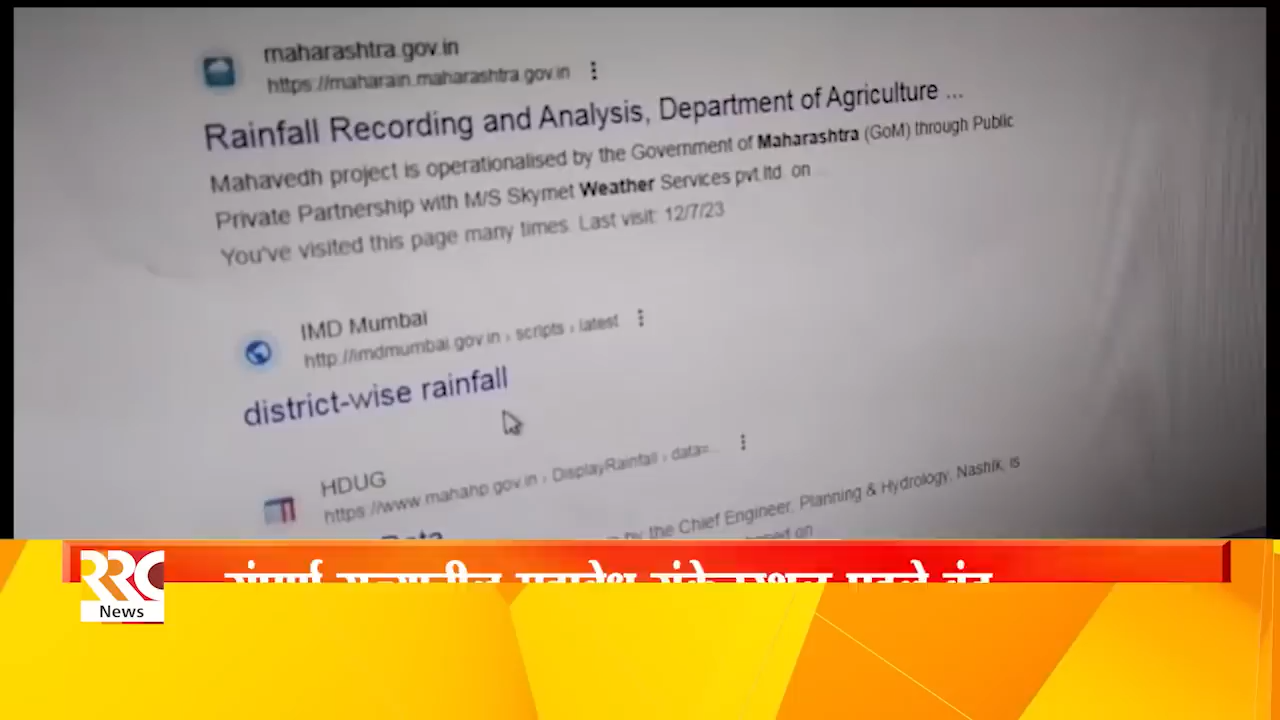 maharashtra.gov.in
https://maharain.maharashtra.gov.in
Rainfall Recording and Analysis, Department of Agriculture ...
Mahavedh project is operationalised by the Government of Maharashtra (GoM) through Public
Private Partnership with M/S Skymet Weather Services pvt.ltd. on
You've visited this page many times. Last visit: 12/7/23
IMD Mumbai
http://imdmumbai.gov.in › scripts › latest
district-wise rainfall
HDUG
https://www.mahahp.gov.in › DisplayRainfall › data=...
by the Chief Engineer, Planning & Hydrology, Nashik, is
Data
on
RRC
News